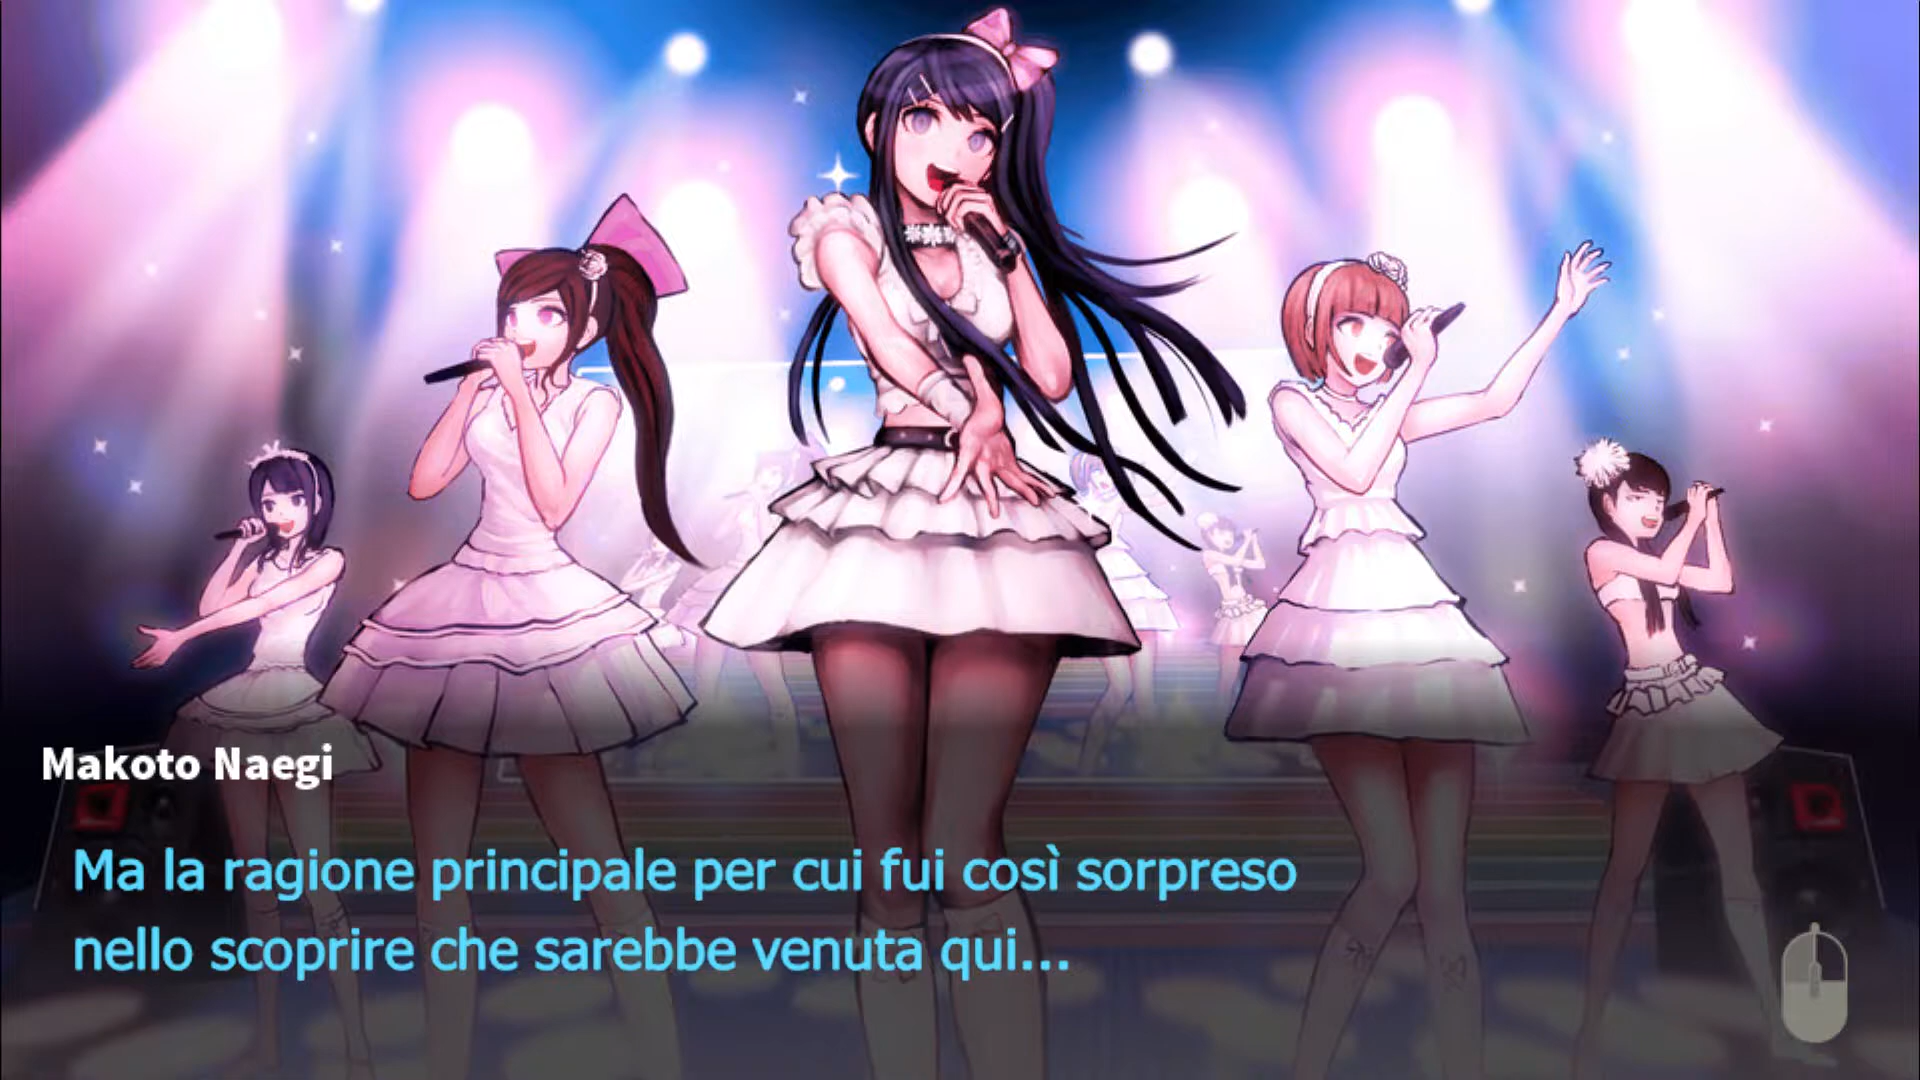 Makoto Naegi
Ma la ragione principale per cui fui così sorpreso
nello scoprire che sarebbe venuta qui...